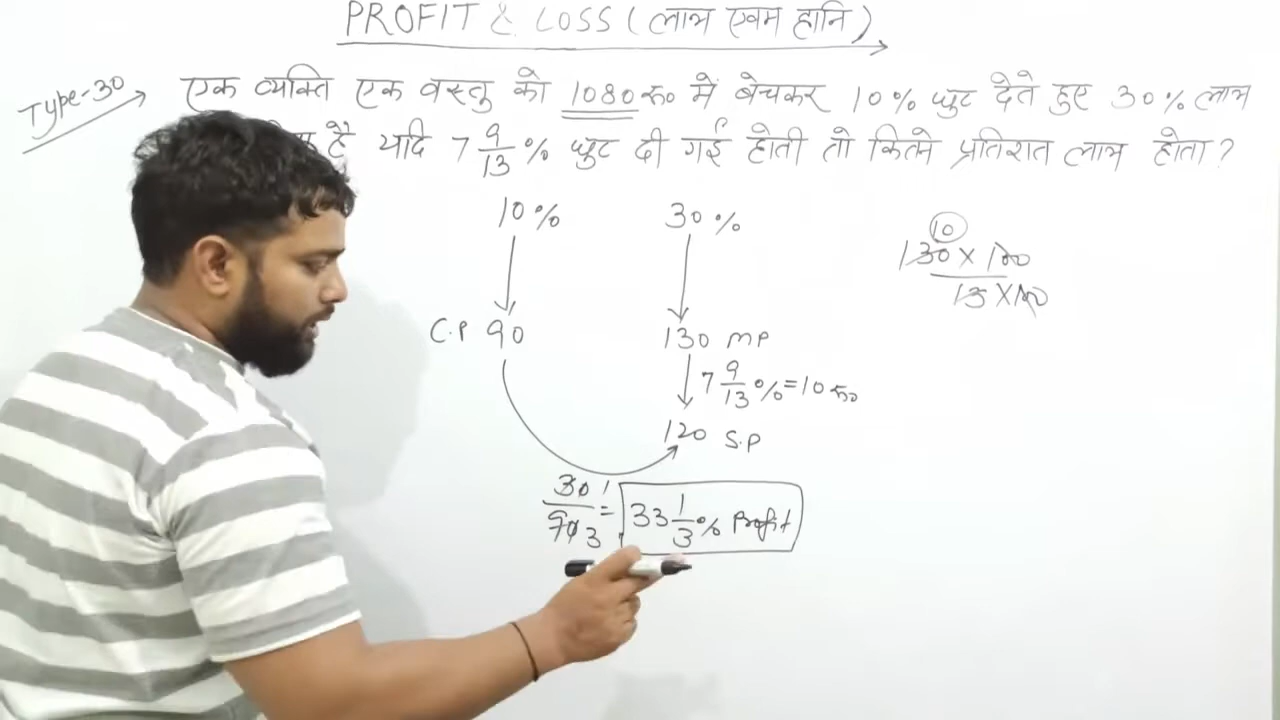 PROFIT & LOSS (लाभ एवम हानि)
Type-30 एक व्यक्ति एक वस्तु को 1080रू० में बेचकर 10% छुट देते हुए 30% लाभ
है यदि 7 9/13 % छुट दी गई होती तो कितने प्रतिशत लाभ होता?
10% 30%
10
130 × 100
13 × 100
C.P 90 130 MP
7 9/13 % = 10 रू०
120 S.P
30 1
90 3 = 33 1/3 % Profit